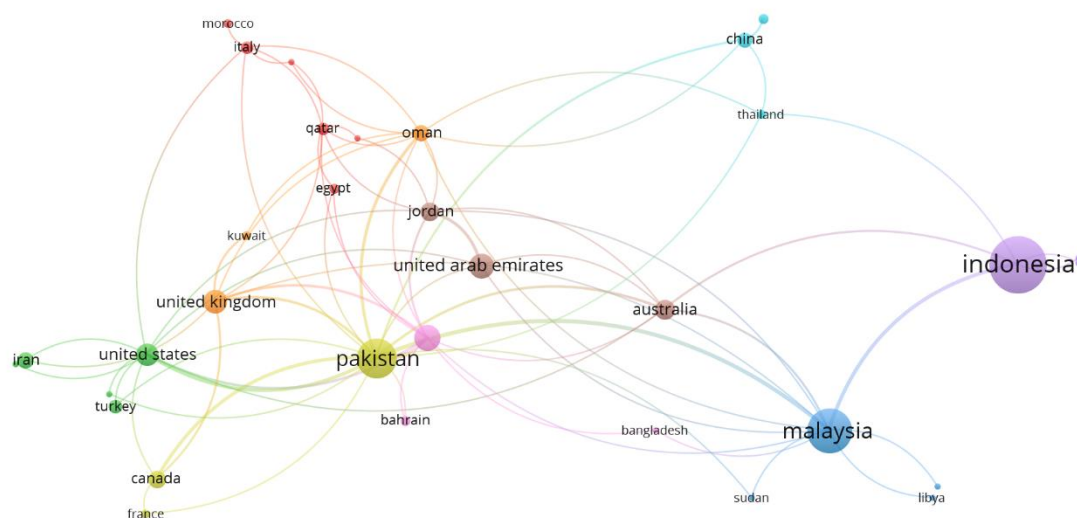 morocco
italy
china
thailand
qatar
oman
egypt
jordan
kuwait
united arab emirates
indonesia
united kingdom
australia
united states
iran
pakistan
turkey
bahrain
bangladesh
malaysia
canada
sudan
libya
france